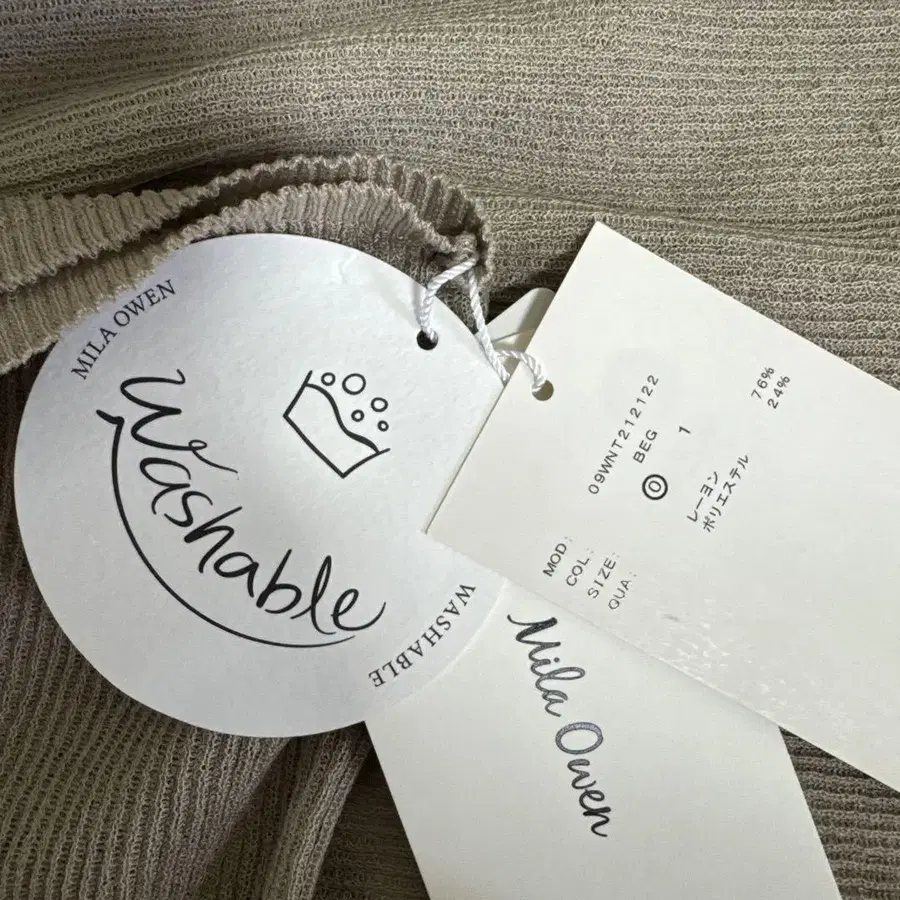 MILA OWEN
Washable
WASHABLE
MOD: 09WNT212122
COL: BEG
SIZE: ⓪ 1
QUA: レーヨン 76%
ポリエステル 24%
Mila Owen